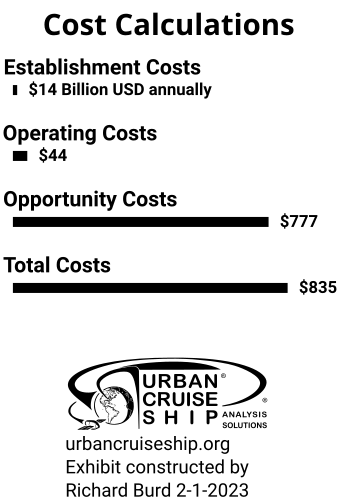 Cost Calculations
Establishment Costs
$14 Billion USD annually
Operating Costs
$44
Opportunity Costs
$777
Total Costs
$835
URBAN®
CRUISE
SHIP ANALYSIS
SOLUTIONS ®
urbancruiseship.org
Exhibit constructed by
Richard Burd 2-1-2023